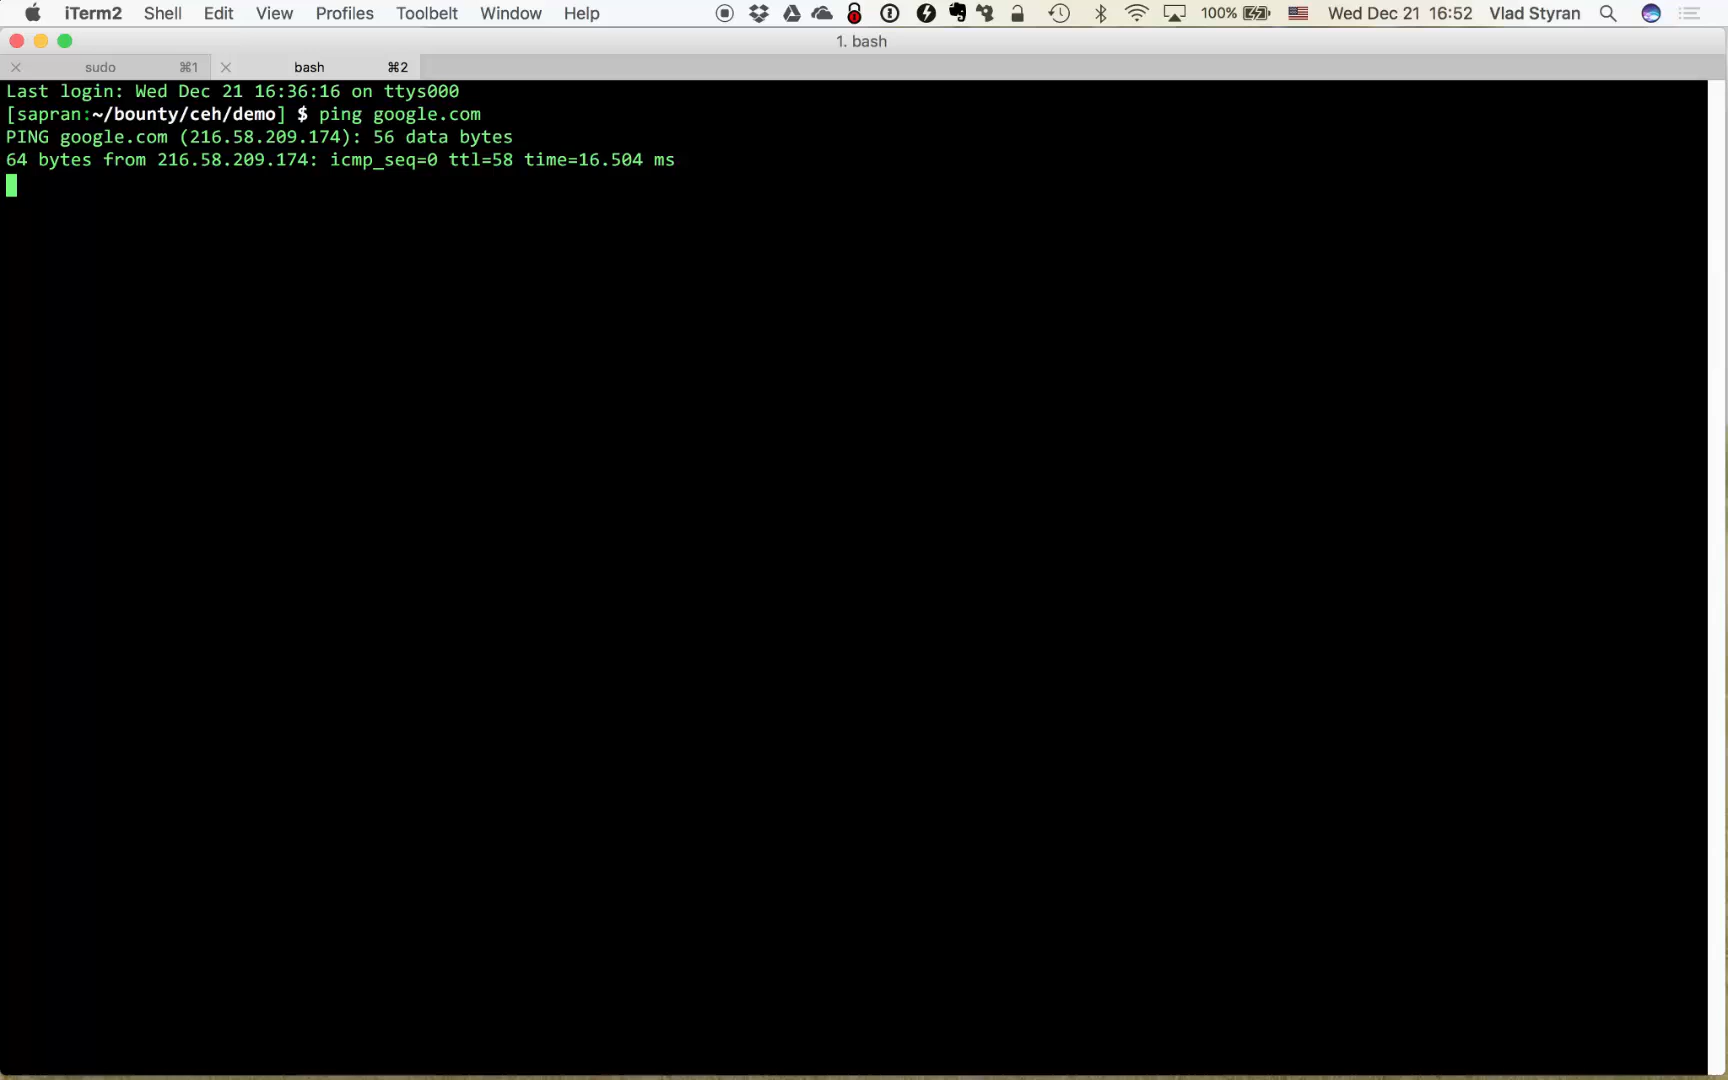 iTerm2 Shell Edit View Profiles Toolbelt Window Help 100% Wed Dec 21 16:52 Vlad Styran
1. bash
sudo ⌘1 bash ⌘2
Last login: Wed Dec 21 16:36:16 on ttys000
[sapran:~/bounty/ceh/demo] $ ping google.com
PING google.com (216.58.209.174): 56 data bytes
64 bytes from 216.58.209.174: icmp_seq=0 ttl=58 time=16.504 ms